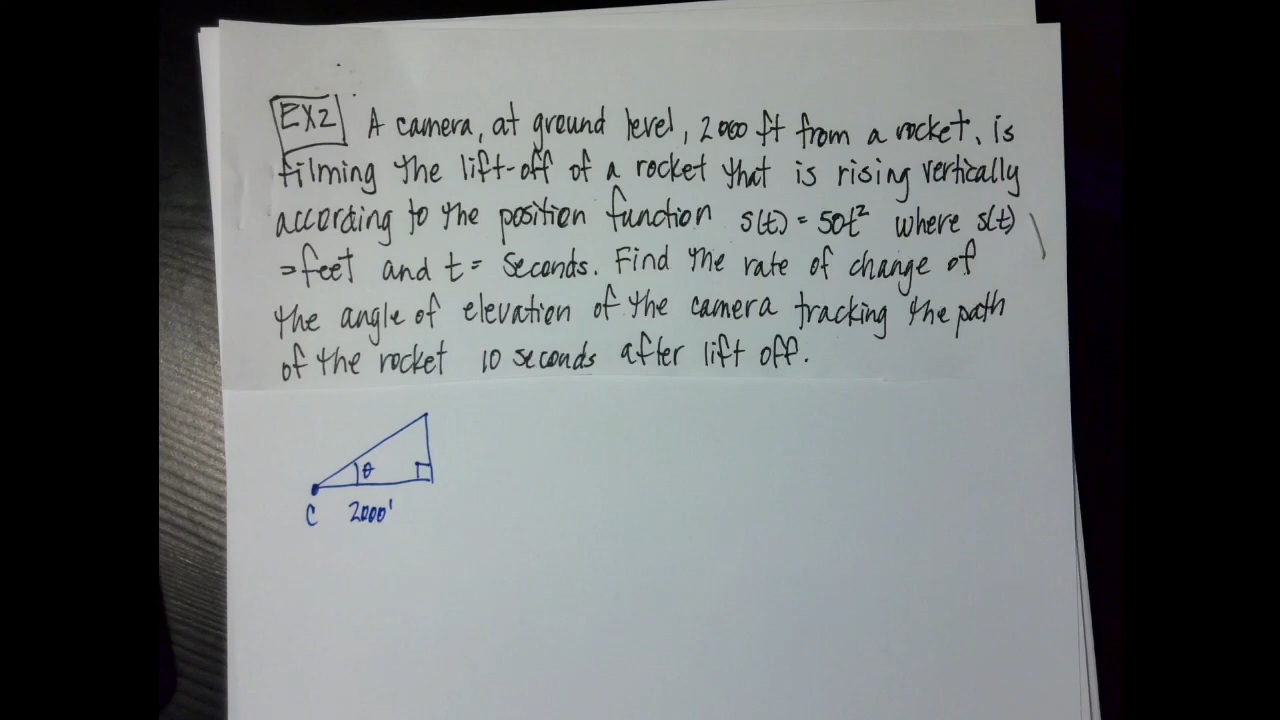 EX2 A camera, at ground level, 2000 ft from a rocket, is
filming the lift-off of a rocket that is rising vertically
according to the position function s(t) = 50t² where s(t)
=feet and t= seconds. Find the rate of change of
the angle of elevation of the camera tracking the path
of the rocket 10 seconds after lift off.
θ
C 2000'